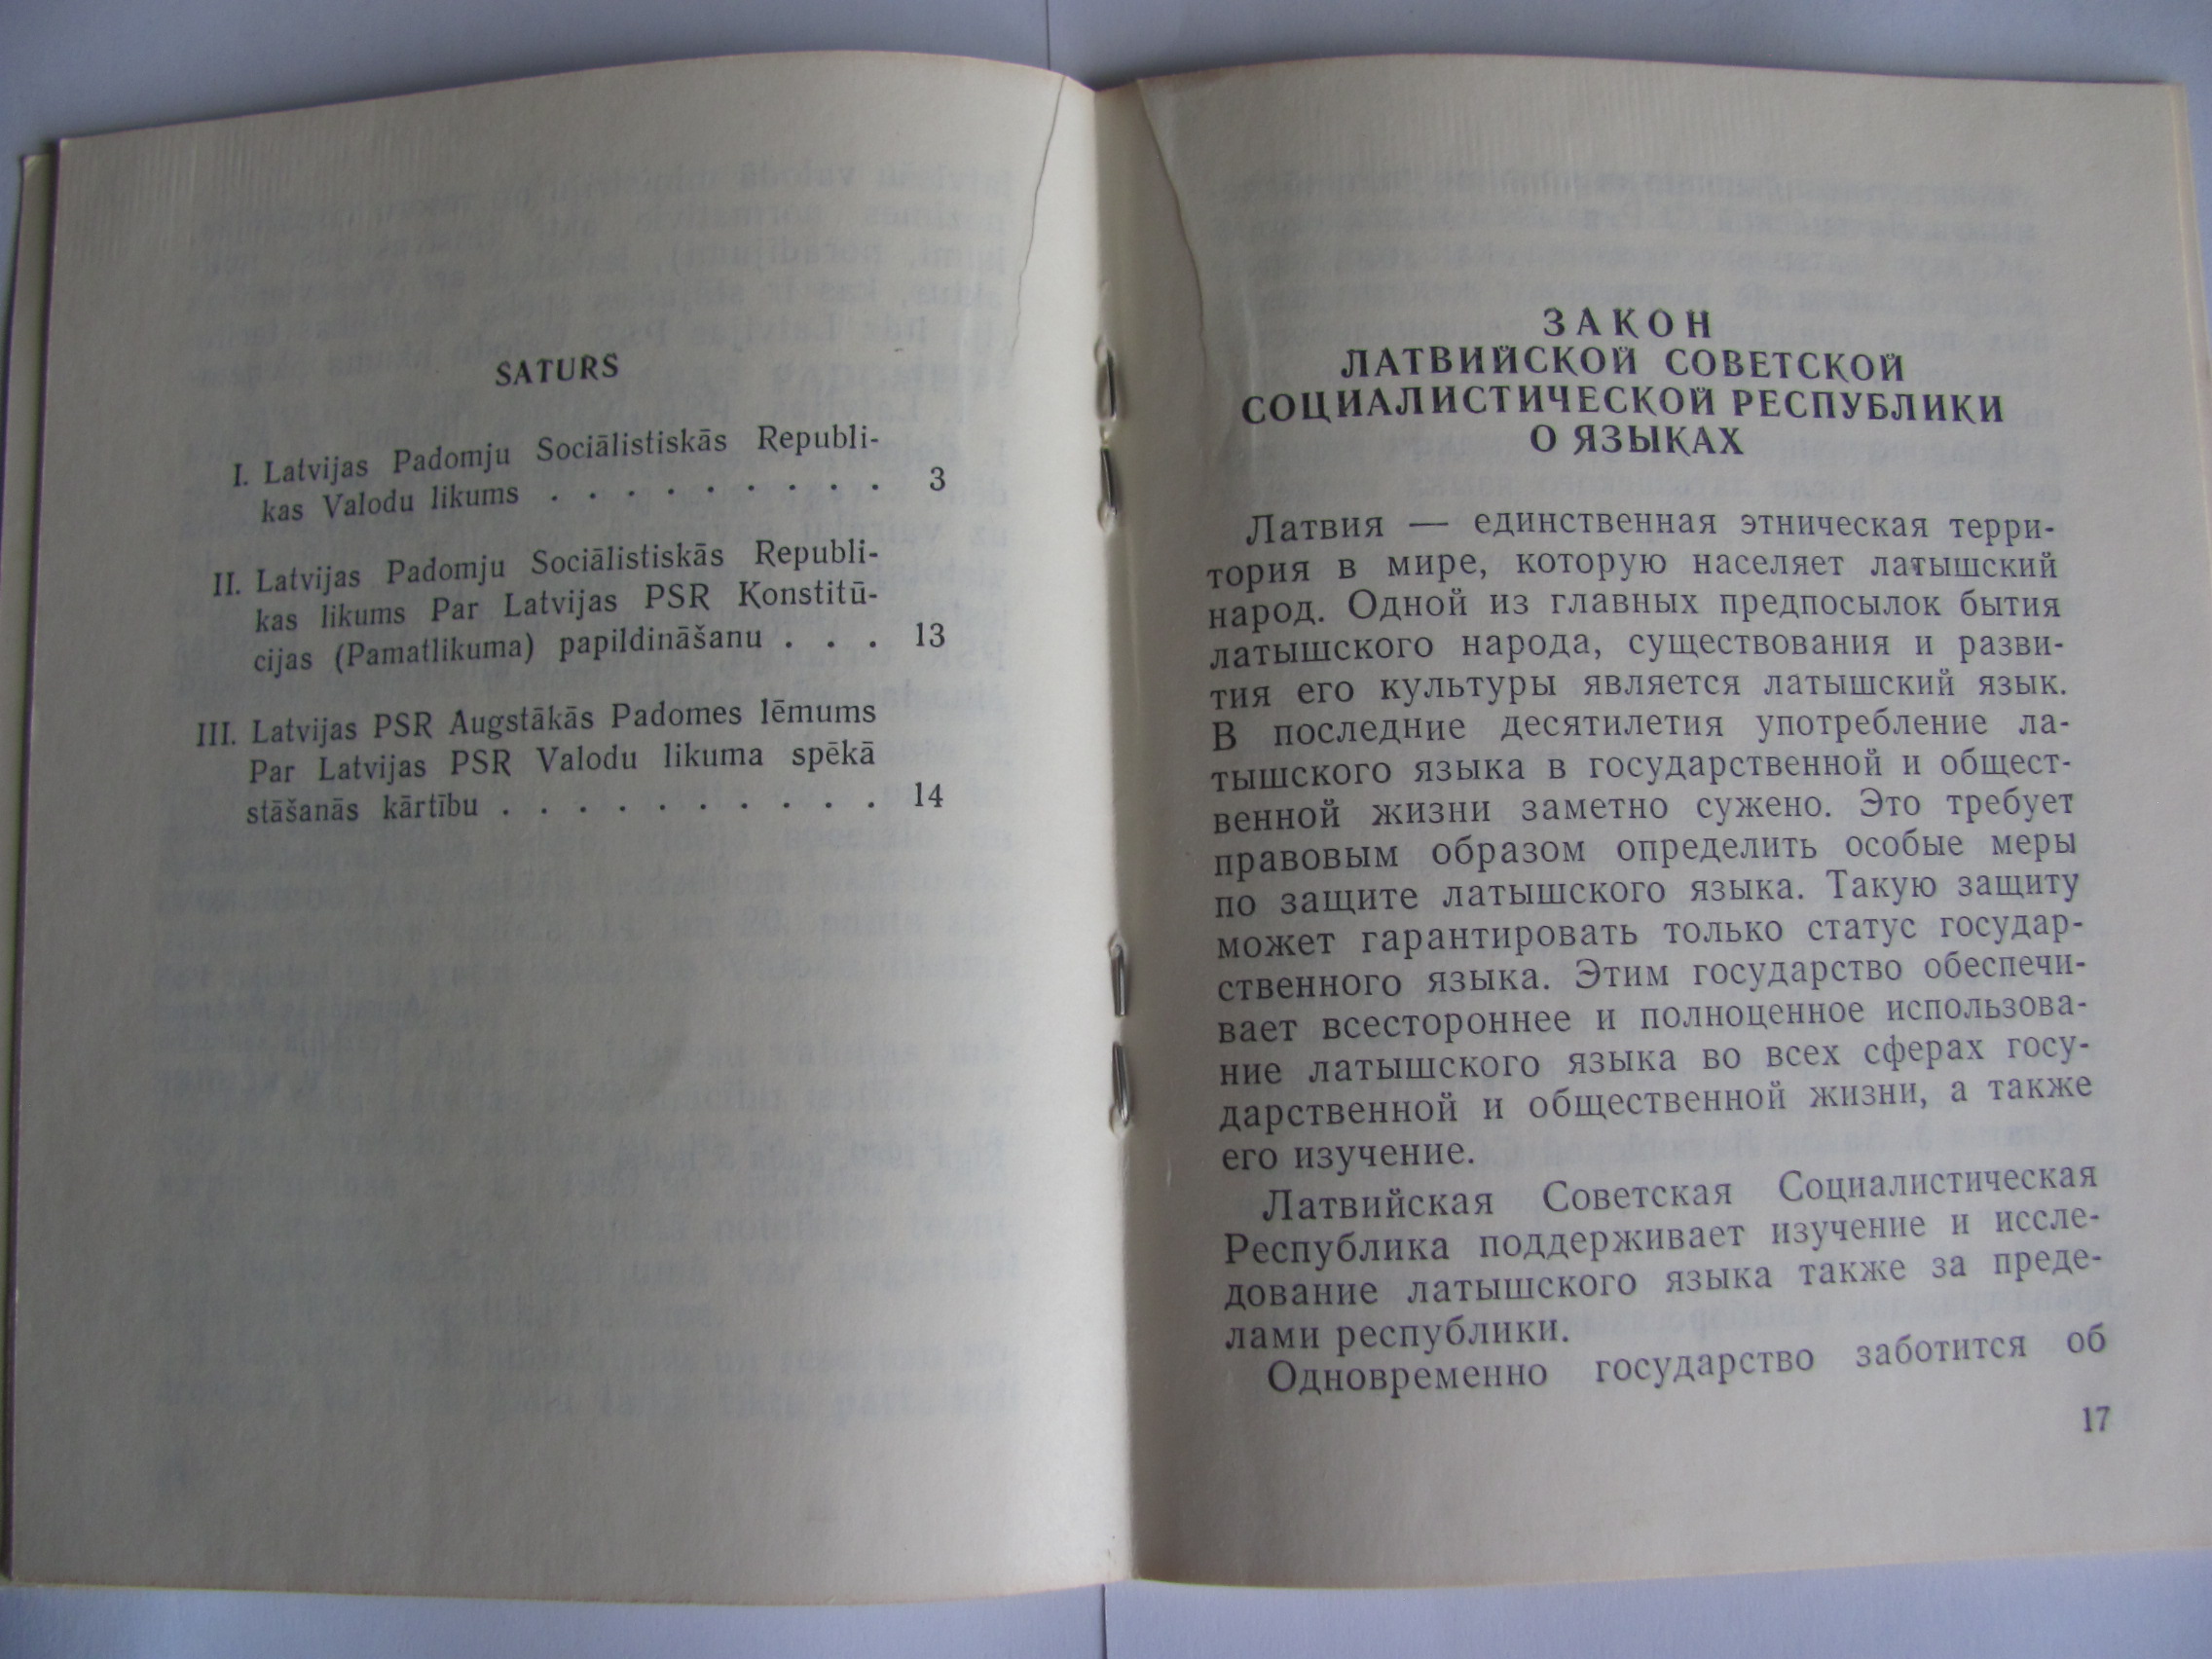 SATURS
I. Latvijas Padomju Sociālistiskās Republi-
kas Valodu likums . . . . . . . . . 3
II. Latvijas Padomju Sociālistiskās Republi-
kas likums Par Latvijas PSR Konstitū-
cijas (Pamatlikuma) papildināšanu . . . 13
III. Latvijas PSR Augstākās Padomes lēmums
Par Latvijas PSR Valodu likuma spēkā
stāšanās kārtību . . . . . . . . . . 14
ЗАКОН
ЛАТВИЙСКОЙ СОВЕТСКОЙ
СОЦИАЛИСТИЧЕСКОЙ РЕСПУБЛИКИ
О ЯЗЫКАХ
Латвия — единственная этническая терри-
тория в мире, которую населяет латышский
народ. Одной из главных предпосылок бытия
латышского народа, существования и разви-
тия его культуры является латышский язык.
В последние десятилетия употребление ла-
тышского языка в государственной и общест-
венной жизни заметно сужено. Это требует
правовым образом определить особые меры
по защите латышского языка. Такую защиту
может гарантировать только статус государ-
ственного языка. Этим государство обеспечи-
вает всестороннее и полноценное использова-
ние латышского языка во всех сферах госу-
дарственной и общественной жизни, а также
его изучение.
Латвийская Советская Социалистическая
Республика поддерживает изучение и иссле-
дование латышского языка также за преде-
лами республики.
Одновременно государство заботится об
17